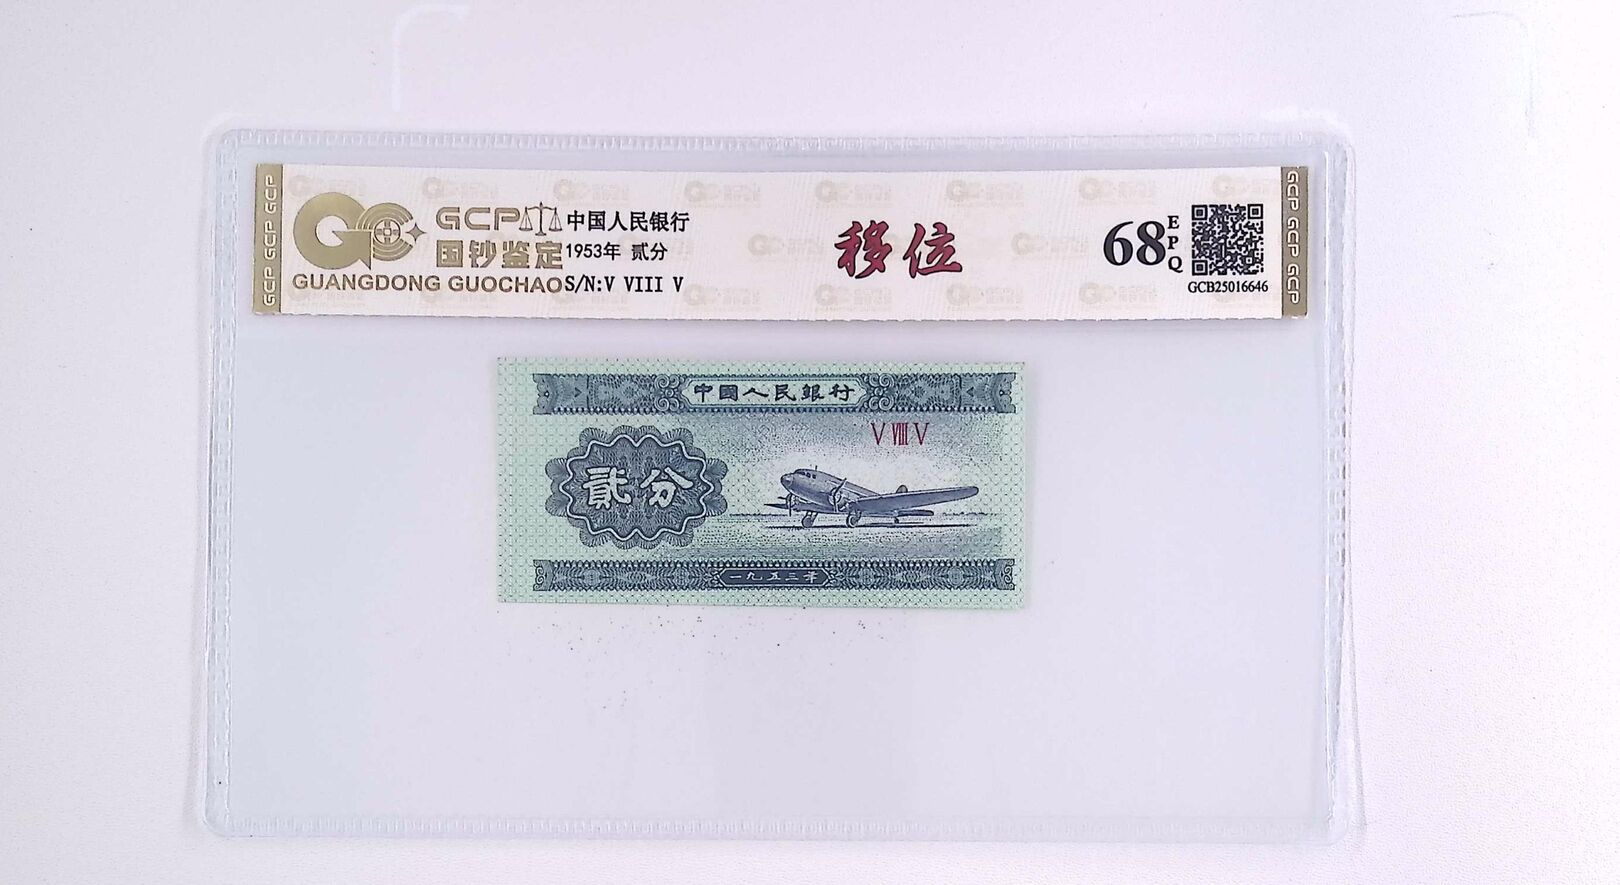 GCP GCP GCP
GCP
国钞鉴定
GUANGDONG GUOCHAO
中国人民银行
1953年 贰分
S/N:V VIII V
移位
68 EPQ
GCB25016646
GCP GCP GCP
中國人民銀行
V VIII V
貳分
一九五三年